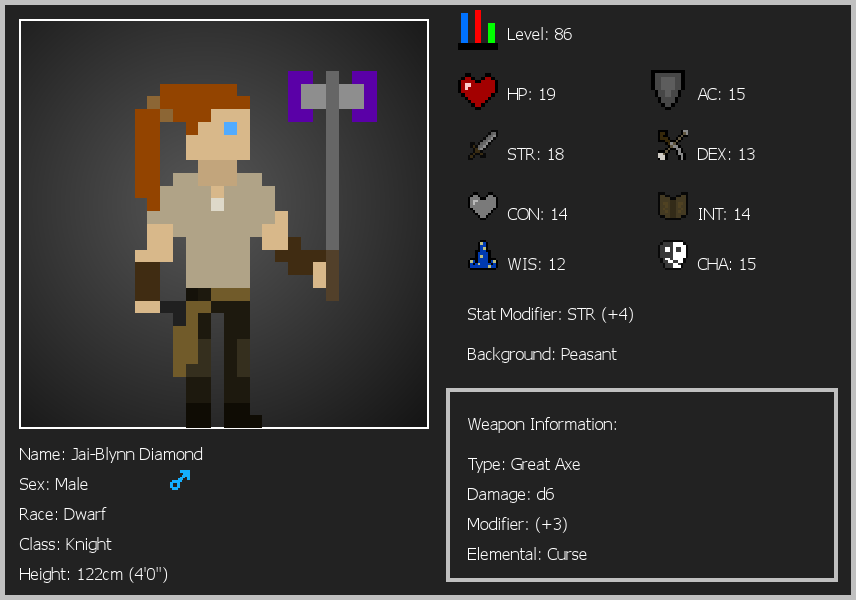 Level: 86
HP: 19
AC: 15
STR: 18
DEX: 13
CON: 14
INT: 14
WIS: 12
CHA: 15
Stat Modifier: STR (+4)
Background: Peasant
Weapon Information:
Type: Great Axe
Damage: d6
Modifier: (+3)
Elemental: Curse
Name: Jai-Blynn Diamond
Sex: Male
Race: Dwarf
Class: Knight
Height: 122cm (4'0")